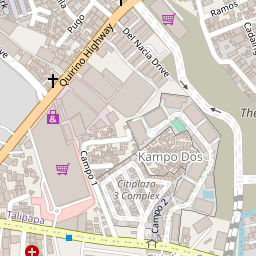 Pugo
Quirino Highway
Del Nacia Drive
Ramos
The
Kampo Dos
Campo 1
Citiplaza
3 Complex
Campo 2
Talipapa